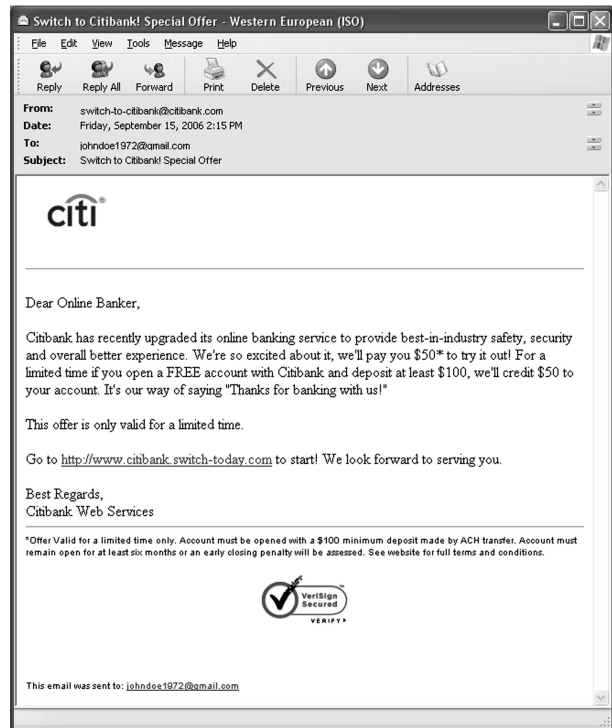 Switch to Citibank! Special Offer - Western European (ISO)
File Edit View Tools Message Help
Reply Reply All Forward Print Delete Previous Next Addresses
From: switch-to-citibank@citibank.com
Date: Friday, September 15, 2006 2:15 PM
To: johndoe1972@gmail.com
Subject: Switch to Citibank! Special Offer
citi®
Dear Online Banker,
Citibank has recently upgraded its online banking service to provide best-in-industry safety, security
and overall better experience. We're so excited about it, we'll pay you $50* to try it out! For a
limited time if you open a FREE account with Citibank and deposit at least $100, we'll credit $50 to
your account. It's our way of saying "Thanks for banking with us!"
This offer is only valid for a limited time.
Go to http://www.citibank.switch-today.com to start! We look forward to serving you.
Best Regards,
Citibank Web Services
*Offer Valid for a limited time only. Account must be opened with a $100 minimum deposit made by ACH transfer. Account must
remain open for at least six months or an early closing penalty will be assessed. See website for full terms and conditions.
VeriSign™
Secured
VERIFY
This email was sent to: johndoe1972@gmail.com